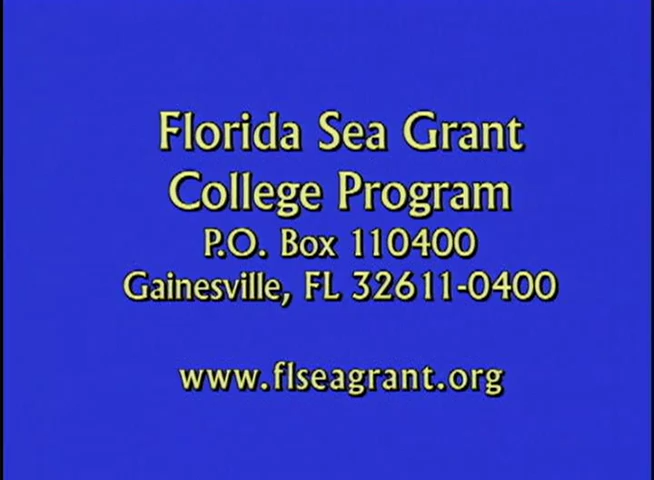 Florida Sea Grant
College Program
P.O. Box 110400
Gainesville, FL 32611-0400
www.flseagrant.org